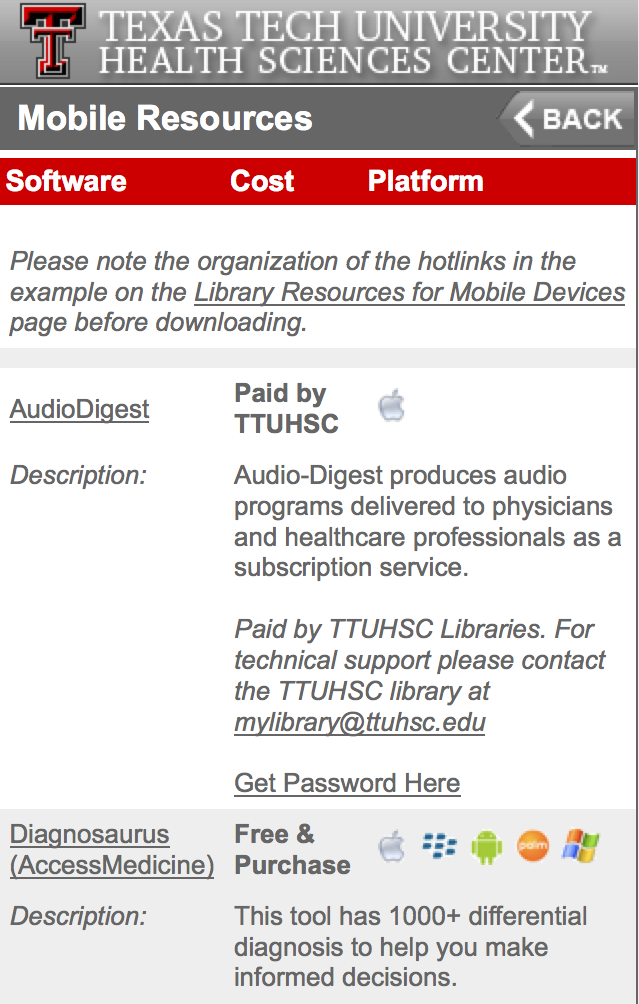 TEXAS TECH UNIVERSITY
HEALTH SCIENCES CENTER™
Mobile Resources
BACK
Software Cost Platform
Please note the organization of the hotlinks in the
example on the Library Resources for Mobile Devices
page before downloading.
AudioDigest
Paid by
TTUHSC
Description:
Audio-Digest produces audio
programs delivered to physicians
and healthcare professionals as a
subscription service.
Paid by TTUHSC Libraries. For
technical support please contact
the TTUHSC library at
mylibrary@ttuhsc.edu
Get Password Here
Diagnosaurus
(AccessMedicine)
Free &
Purchase
palm
Description:
This tool has 1000+ differential
diagnosis to help you make
informed decisions.